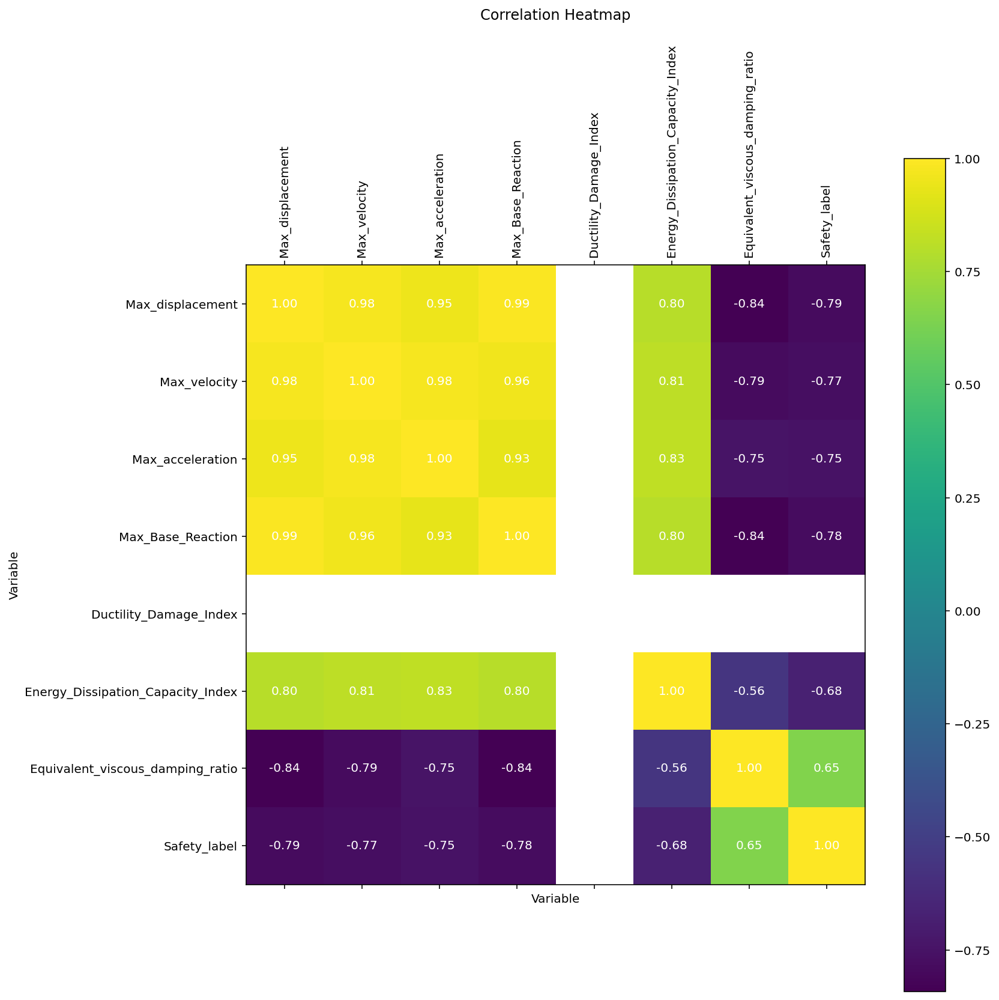 Correlation Heatmap
Max_displacement
Max_velocity
Max_acceleration
Max_Base_Reaction
Ductility_Damage_Index
Energy_Dissipation_Capacity_Index
Equivalent_viscous_damping_ratio
Safety_label
Variable
Max_displacement 1.00 0.98 0.95 0.99 0.80 -0.84 -0.79
Max_velocity 0.98 1.00 0.98 0.96 0.81 -0.79 -0.77
Max_acceleration 0.95 0.98 1.00 0.93 0.83 -0.75 -0.75
Max_Base_Reaction 0.99 0.96 0.93 1.00 0.80 -0.84 -0.78
Ductility_Damage_Index
Energy_Dissipation_Capacity_Index 0.80 0.81 0.83 0.80 1.00 -0.56 -0.68
Equivalent_viscous_damping_ratio -0.84 -0.79 -0.75 -0.84 -0.56 1.00 0.65
Safety_label -0.79 -0.77 -0.75 -0.78 -0.68 0.65 1.00
Variable
1.00
0.75
0.50
0.25
0.00
−0.25
−0.50
−0.75